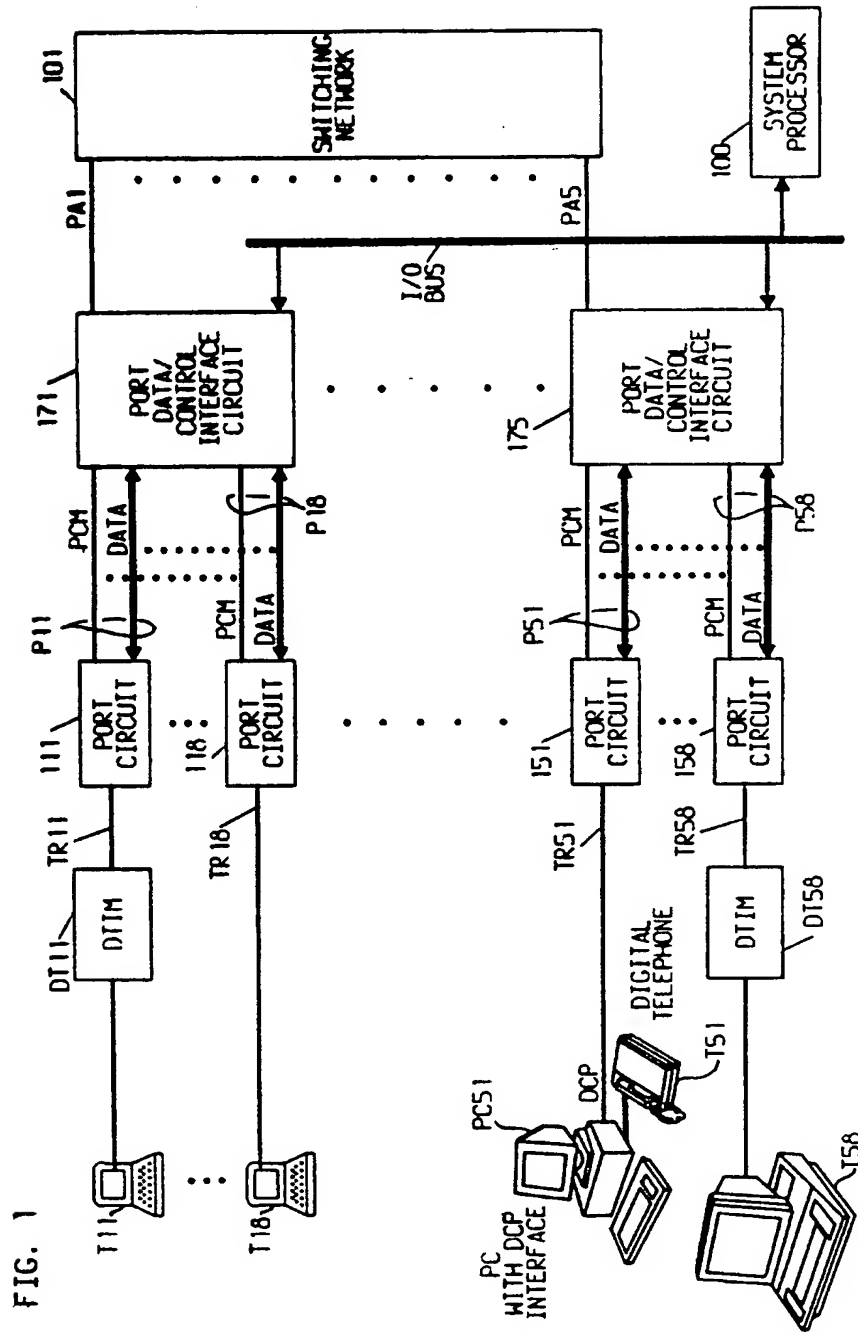 FIG. 1
T11
T18
DT11
DTIM
TR11
TR18
111
PORT
CIRCUIT
118
PORT
CIRCUIT
P11
PCM
DATA
PCM
DATA
P18
171
PORT
DATA/
CONTROL
INTERFACE
CIRCUIT
PA1
101
SWITCHING
NETWORK
PC
WITH DCP
INTERFACE
PC51
DCP
DIGITAL
TELEPHONE
T51
T58
TR51
DTIM
DT58
TR58
151
PORT
CIRCUIT
158
PORT
CIRCUIT
P51
PCM
DATA
PCM
DATA
P58
175
PORT
DATA/
CONTROL
INTERFACE
CIRCUIT
I/O
BUS
PA5
100
SYSTEM
PROCESSOR